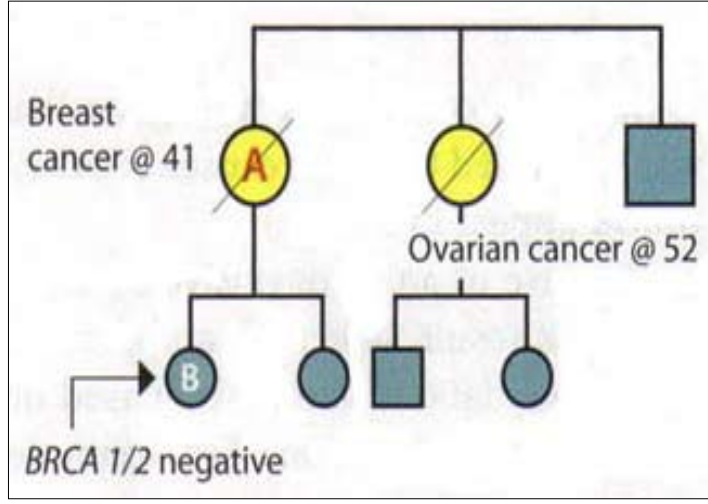 Breast
cancer @ 41
A
Ovarian cancer @ 52
B
BRCA 1/2 negative